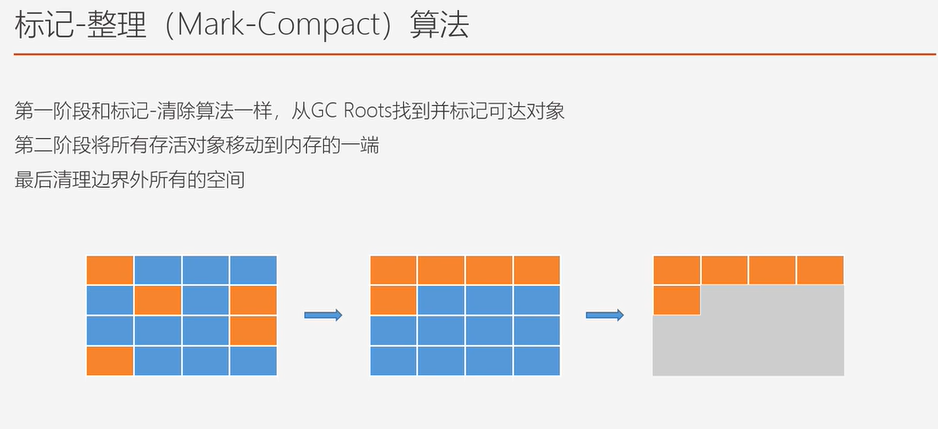 标记-整理（Mark-Compact）算法
第一阶段和标记-清除算法一样，从GC Roots找到并标记可达对象
第二阶段将所有存活对象移动到内存的一端
最后清理边界外所有的空间